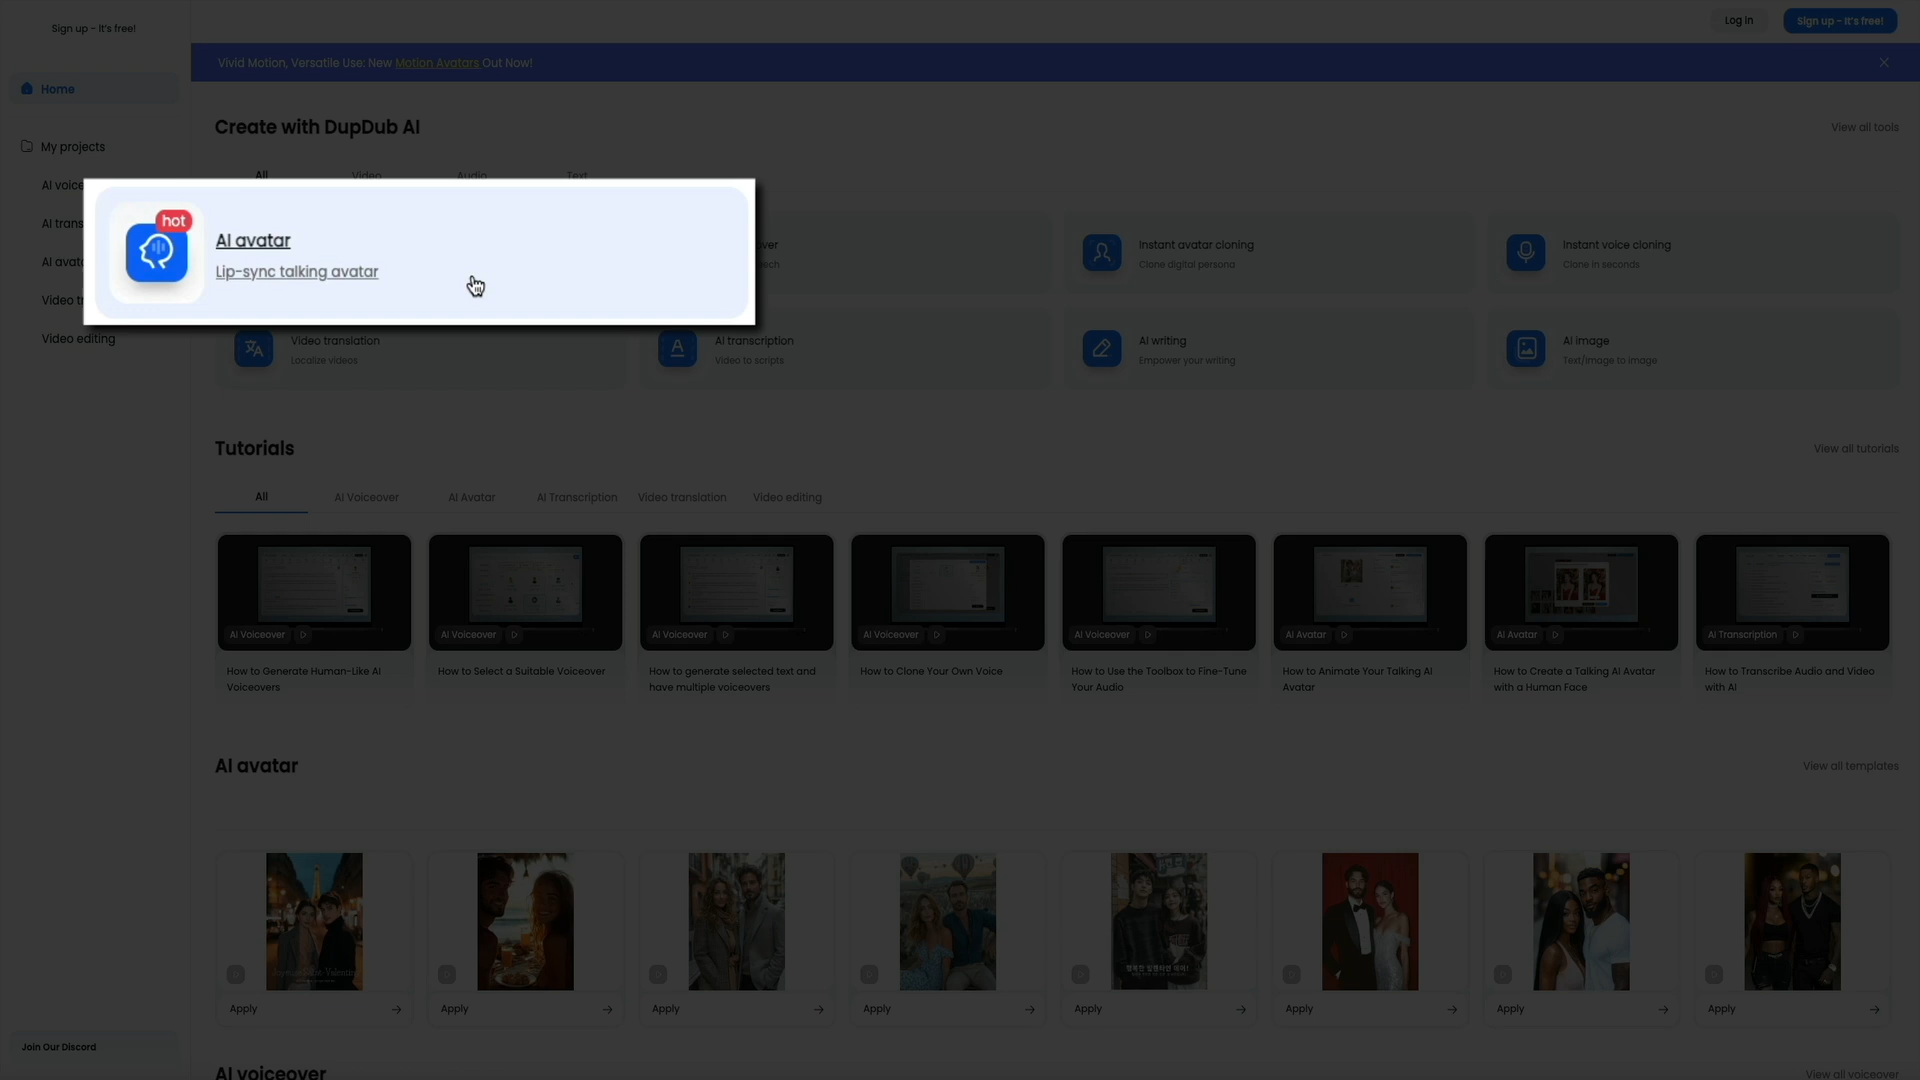 Sign up - It's free!
Log in
Sign up - It's free!
Vivid Motion, Versatile Use: New Motion Avatars Out Now!
Home
My projects
AI voice
AI trans
AI avat
Video tr
Video editing
Join Our Discord
Create with DupDub AI
View all tools
All
Video
Audio
Text
hot
AI avatar
Lip-sync talking avatar
Instant avatar cloning
Clone digital persona
Instant voice cloning
Clone in seconds
Video translation
Localize videos
AI transcription
Video to scripts
AI writing
Empower your writing
AI image
Text/Image to image
Tutorials
View all tutorials
All
AI Voiceover
AI Avatar
AI Transcription
Video translation
Video editing
AI Voiceover
How to Generate Human-Like AI
Voiceovers
AI Voiceover
How to Select a Suitable Voiceover
AI Voiceover
How to generate selected text and
have multiple voiceovers
AI Voiceover
How to Clone Your Own Voice
AI Voiceover
How to Use the Toolbox to Fine-Tune
Your Audio
AI Avatar
How to Animate Your Talking AI
Avatar
AI Avatar
How to Create a Talking AI Avatar
with a Human Face
AI Transcription
How to Transcribe Audio and Video
with AI
AI avatar
View all templates
Apply
Apply
Apply
Apply
Apply
Apply
Apply
Apply
AI voiceover
View all voiceover